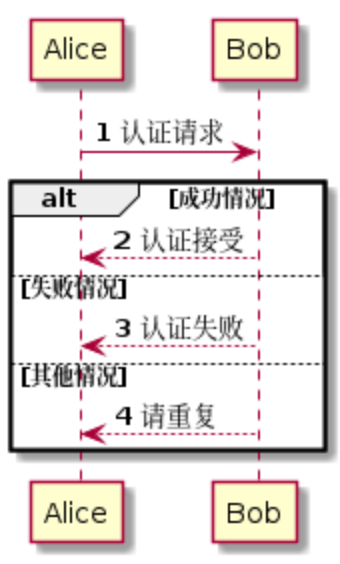 Alice Bob
1 认证请求
alt [成功情况]
2 认证接受
[失败情况]
3 认证失败
[其他情况]
4 请重复
Alice Bob